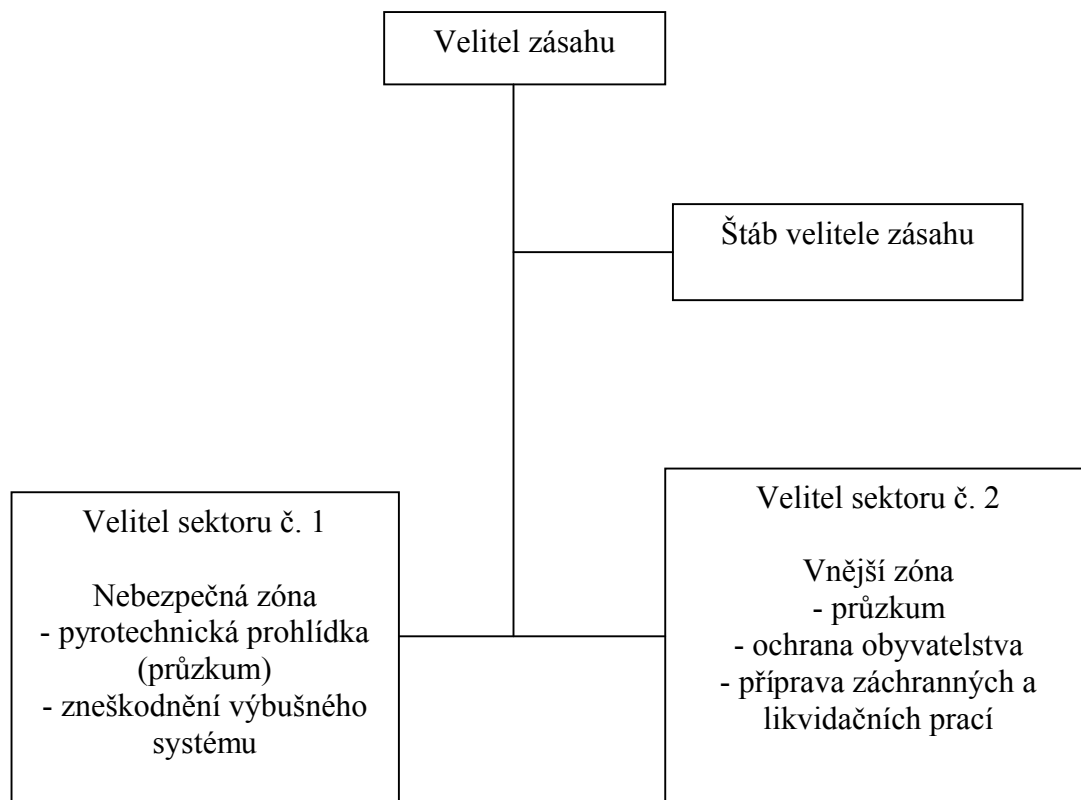 Velitel zásahu
Štáb velitele zásahu
Velitel sektoru č. 1
Nebezpečná zóna
- pyrotechnická prohlídka
(průzkum)
- zneškodnění výbušného
systému
Velitel sektoru č. 2
Vnější zóna
- průzkum
- ochrana obyvatelstva
- příprava záchranných a
likvidačních prací